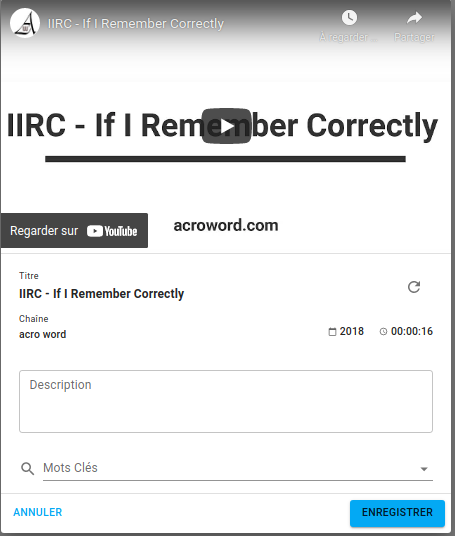 IIRC - If I Remember Correctly
À regarder ...
Partager
IIRC - If I Remember Correctly
acroword.com
Regarder sur YouTube
Titre
IIRC - If I Remember Correctly
Chaîne
acro word
2018
00:00:16
Description
Mots Clés
ANNULER
ENREGISTRER